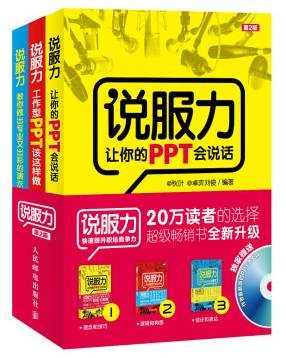 说服力
让你的PPT会说话
说服力
工作型PPT该这样做
第2版
说服力
教你做出专业又出彩的演示
第2版
说服力
让你的PPT会说话
@秋叶 @卓弈刘俊 / 编著
说服力
人民邮电出版社
说服力
快速提升职场竞争力
20万读者的选择
超级畅销书全新升级
独家赠送
1
2
3